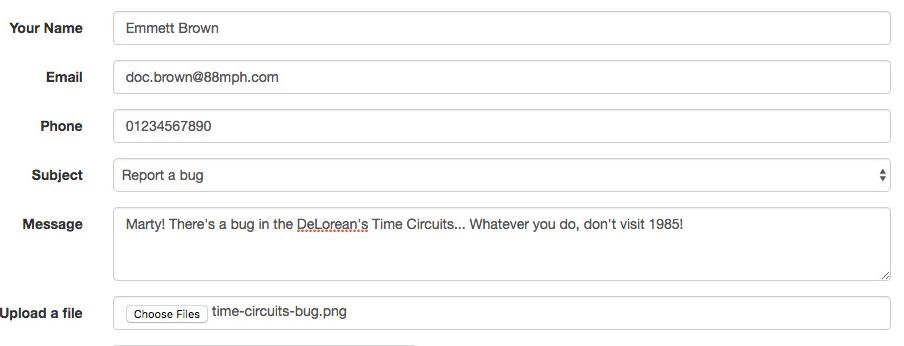 Your Name Emmett Brown
Email doc.brown@88mph.com
Phone 01234567890
Subject Report a bug
Message Marty! There's a bug in the DeLorean's Time Circuits... Whatever you do, don't visit 1985!
Upload a file Choose Files time-circuits-bug.png